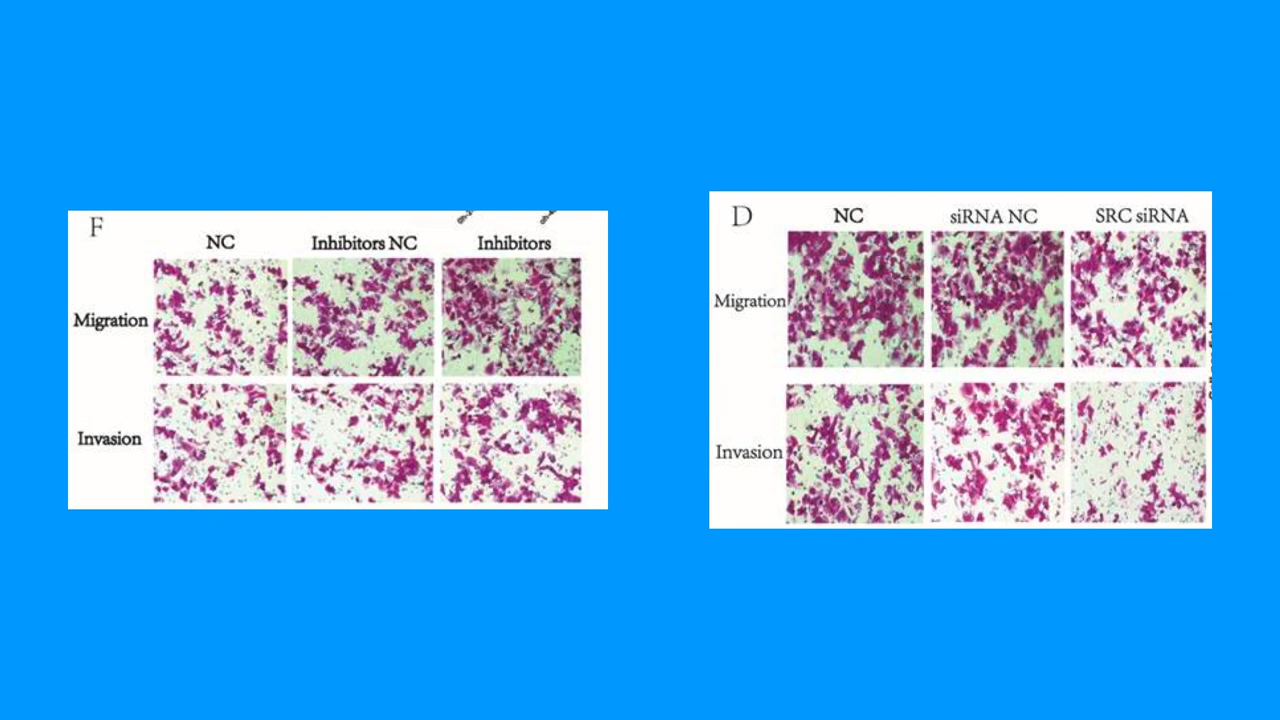 F
NC Inhibitors NC Inhibitors
Migration
Invasion
D
NC siRNA NC SRC siRNA
Migration
Invasion